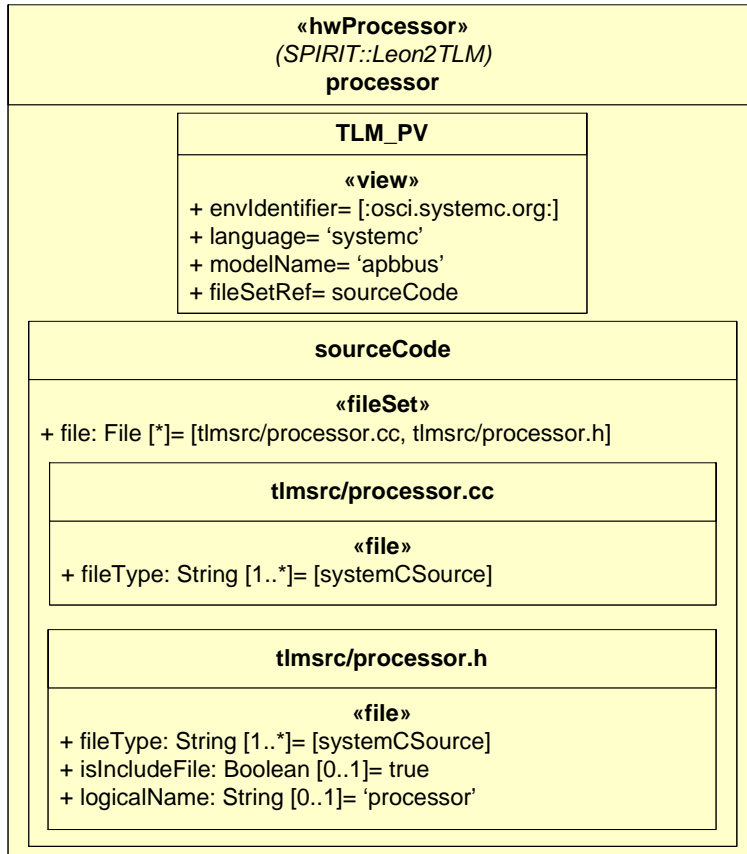 «hwProcessor»
(SPIRIT::Leon2TLM)
processor
TLM_PV
«view»
+ envIdentifier= [:osci.systemc.org:]
+ language= ‘systemc’
+ modelName= ‘apbbus’
+ fileSetRef= sourceCode
sourceCode
«fileSet»
+ file: File [*]= [tlmsrc/processor.cc, tlmsrc/processor.h]
tlmsrc/processor.cc
«file»
+ fileType: String [1..*]= [systemCSource]
tlmsrc/processor.h
«file»
+ fileType: String [1..*]= [systemCSource]
+ isIncludeFile: Boolean [0..1]= true
+ logicalName: String [0..1]= ‘processor’